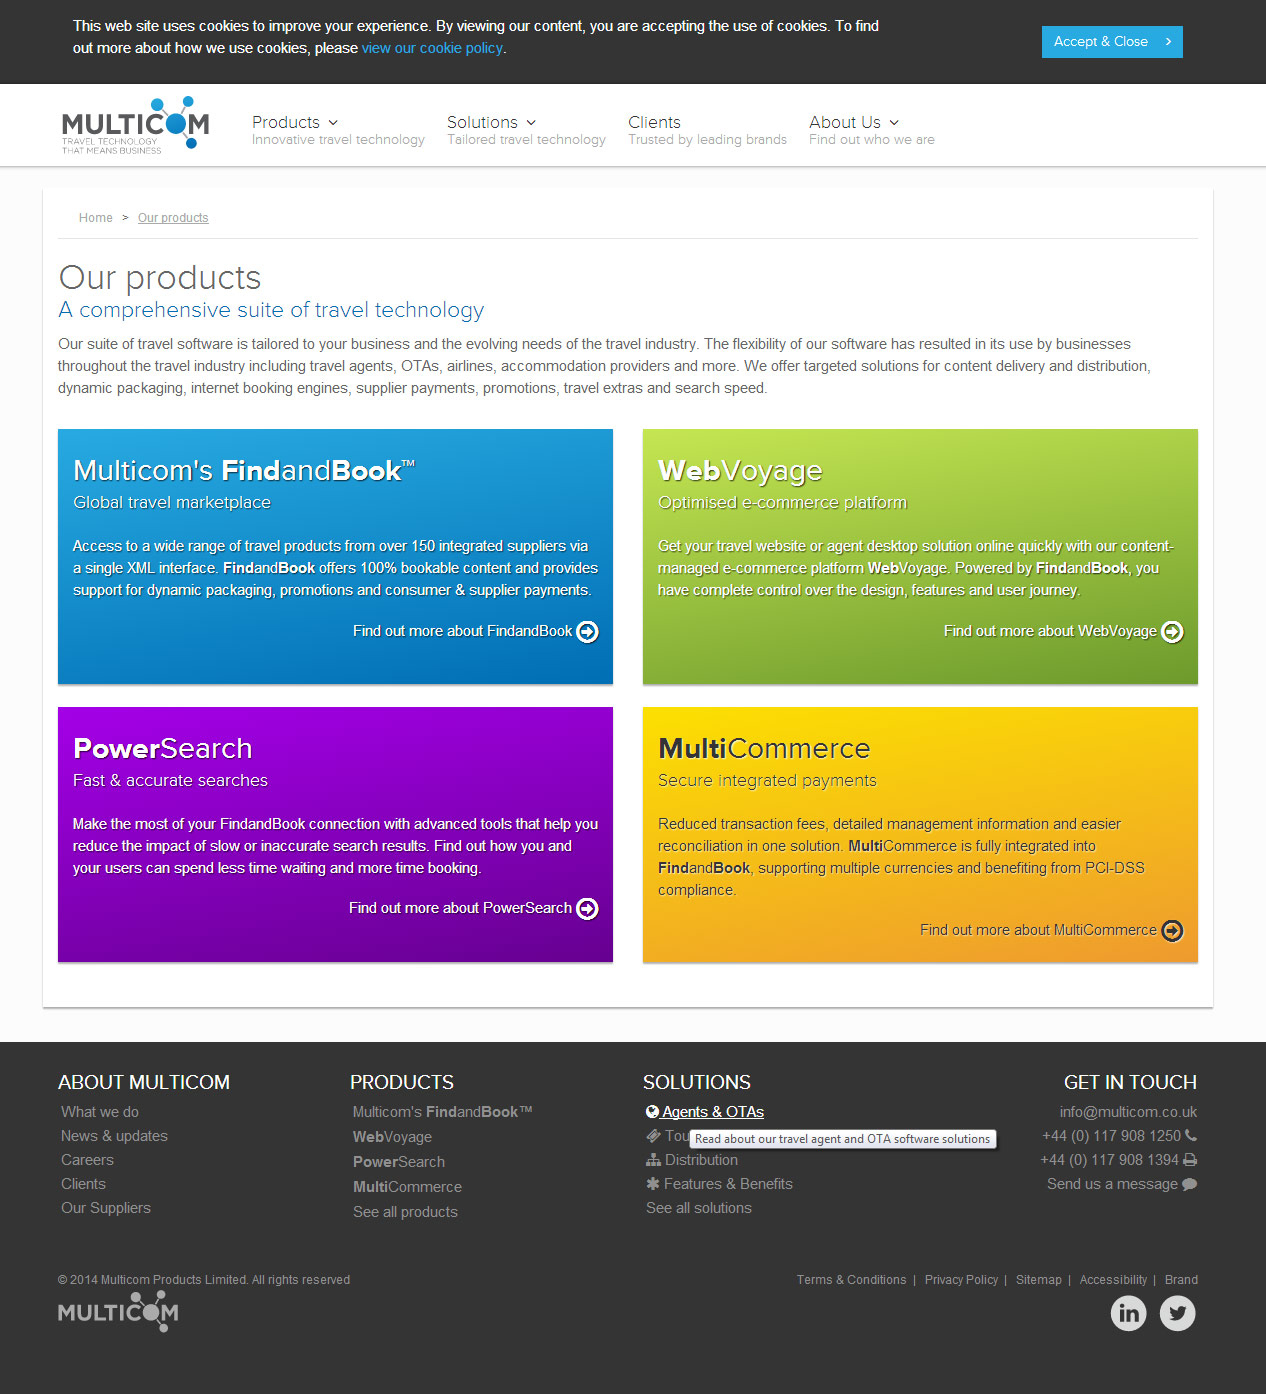 This web site uses cookies to improve your experience. By viewing our content, you are accepting the use of cookies. To find
out more about how we use cookies, please view our cookie policy.
Accept & Close
MULTICOM
TRAVEL TECHNOLOGY
THAT MEANS BUSINESS
Products
Innovative travel technology
Solutions
Tailored travel technology
Clients
Trusted by leading brands
About Us
Find out who we are
Home > Our products
Our products
A comprehensive suite of travel technology
Our suite of travel software is tailored to your business and the evolving needs of the travel industry. The flexibility of our software has resulted in its use by businesses
throughout the travel industry including travel agents, OTAs, airlines, accommodation providers and more. We offer targeted solutions for content delivery and distribution,
dynamic packaging, internet booking engines, supplier payments, promotions, travel extras and search speed.
Multicom's FindandBook™
Global travel marketplace
Access to a wide range of travel products from over 150 integrated suppliers via
a single XML interface. FindandBook offers 100% bookable content and provides
support for dynamic packaging, promotions and consumer & supplier payments.
Find out more about FindandBook
WebVoyage
Optimised e-commerce platform
Get your travel website or agent desktop solution online quickly with our content-
managed e-commerce platform WebVoyage. Powered by FindandBook, you
have complete control over the design, features and user journey.
Find out more about WebVoyage
PowerSearch
Fast & accurate searches
Make the most of your FindandBook connection with advanced tools that help you
reduce the impact of slow or inaccurate search results. Find out how you and
your users can spend less time waiting and more time booking.
Find out more about PowerSearch
MultiCommerce
Secure integrated payments
Reduced transaction fees, detailed management information and easier
reconciliation in one solution. MultiCommerce is fully integrated into
FindandBook, supporting multiple currencies and benefiting from PCI-DSS
compliance.
Find out more about MultiCommerce
ABOUT MULTICOM
What we do
News & updates
Careers
Clients
Our Suppliers
PRODUCTS
Multicom's FindandBook™
WebVoyage
PowerSearch
MultiCommerce
See all products
SOLUTIONS
Agents & OTAs
Tou
Read about our travel agent and OTA software solutions
Distribution
Features & Benefits
See all solutions
GET IN TOUCH
info@multicom.co.uk
+44 (0) 117 908 1250
+44 (0) 117 908 1394
Send us a message
© 2014 Multicom Products Limited. All rights reserved
MULTICOM
Terms & Conditions | Privacy Policy | Sitemap | Accessibility | Brand
in